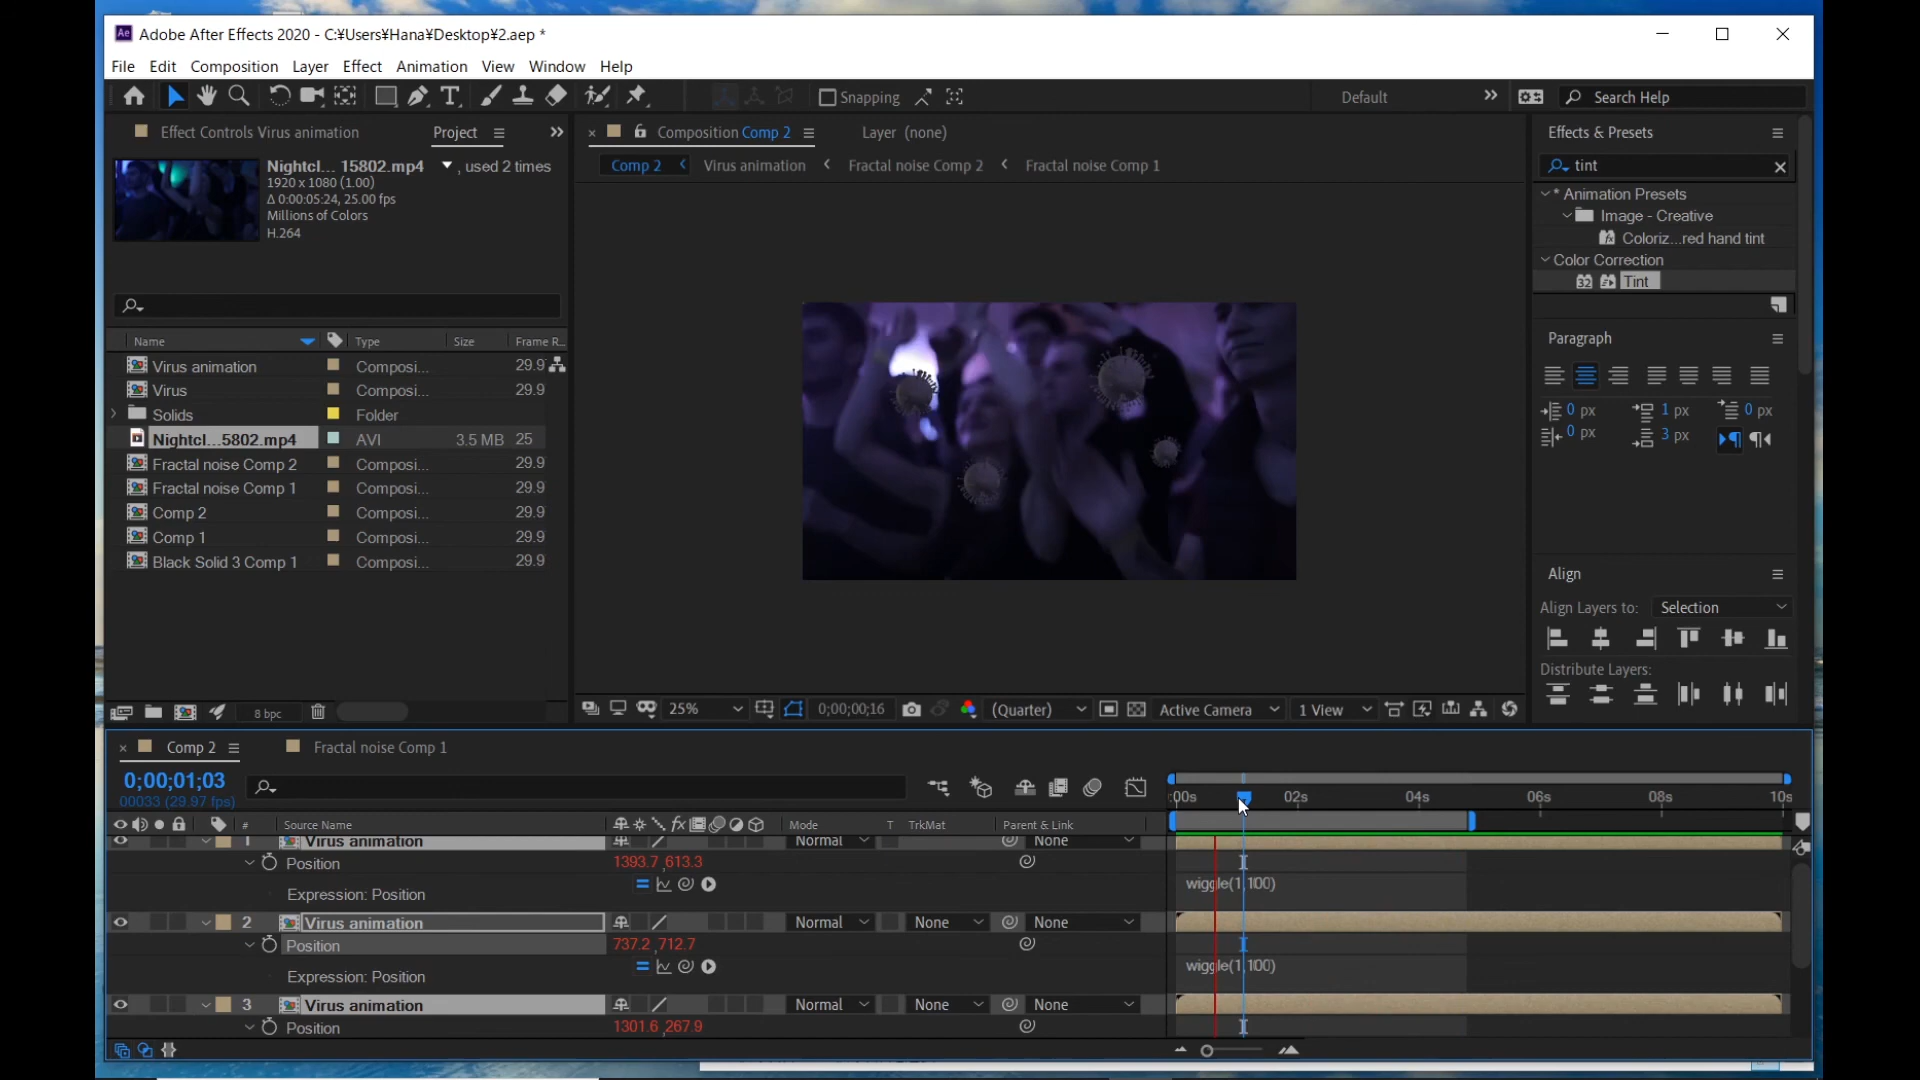 Ae Adobe After Effects 2020 - C:¥Users¥Hana¥Desktop¥2.aep *
File Edit Composition Layer Effect Animation View Window Help
Snapping Default Search Help
Effect Controls Virus animation Project
Nightcl... 15802.mp4 , used 2 times
1920 x 1080 (1.00)
Δ 0:00:05:24, 25.00 fps
Millions of Colors
H.264
Name Type Size Frame R...
Virus animation Composi... 29.9
Virus Composi... 29.9
Solids Folder
Nightcl...5802.mp4 AVI 3.5 MB 25
Fractal noise Comp 2 Composi... 29.9
Fractal noise Comp 1 Composi... 29.9
Comp 2 Composi... 29.9
Comp 1 Composi... 29.9
Black Solid 3 Comp 1 Composi... 29.9
8 bpc
Composition Comp 2 Layer (none)
Comp 2 Virus animation Fractal noise Comp 2 Fractal noise Comp 1
25% 0;00;00;16 (Quarter) Active Camera 1 View
Effects & Presets
tint
* Animation Presets
Image - Creative
Coloriz...red hand tint
Color Correction
32 Tint
Paragraph
0 px 1 px 0 px
0 px 3 px
Align
Align Layers to: Selection
Distribute Layers:
Comp 2 Fractal noise Comp 1
0;00;01;03
00033 (29.97 fps)
:00s 02s 04s 06s 08s 10s
# Source Name fx Mode T TrkMat Parent & Link
1 Virus animation Normal None
Position 1393.7 ,613.3
Expression: Position wiggle(1,100)
2 Virus animation Normal None None
Position 737.2 ,712.7
Expression: Position wiggle(1,100)
3 Virus animation Normal None None
Position 1301.6 ,267.9